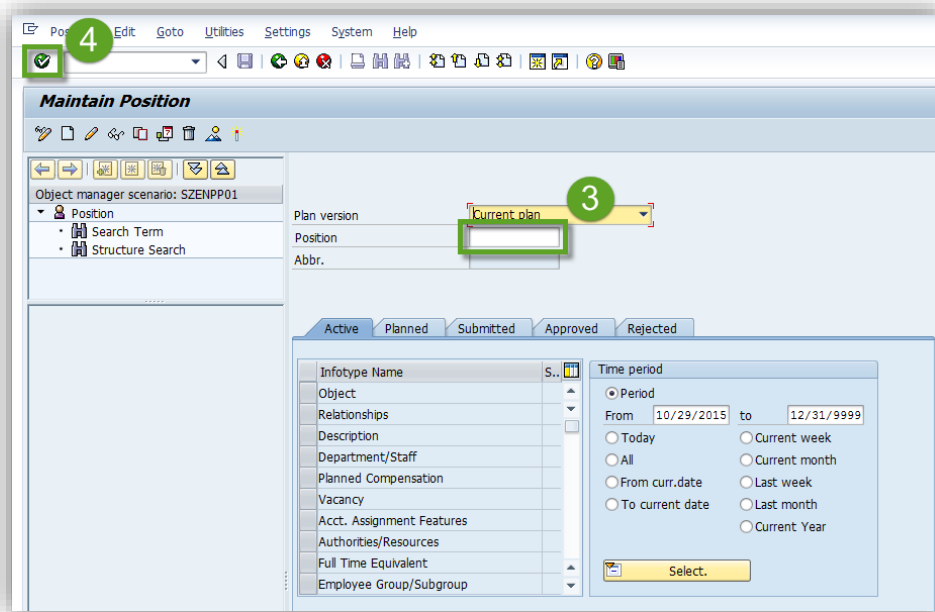 Edit Goto Utilities Settings System Help
4
Maintain Position
Object manager scenario: SZENPP01
Position
Search Term
Structure Search
3
Plan version Current plan
Position
Abbr.
Active Planned Submitted Approved Rejected
Infotype Name S..
Object
Relationships
Description
Department/Staff
Planned Compensation
Vacancy
Acct. Assignment Features
Authorities/Resources
Full Time Equivalent
Employee Group/Subgroup
Time period
Period
From 10/29/2015 to 12/31/9999
Today Current week
All Current month
From curr.date Last week
To current date Last month
Current Year
Select.